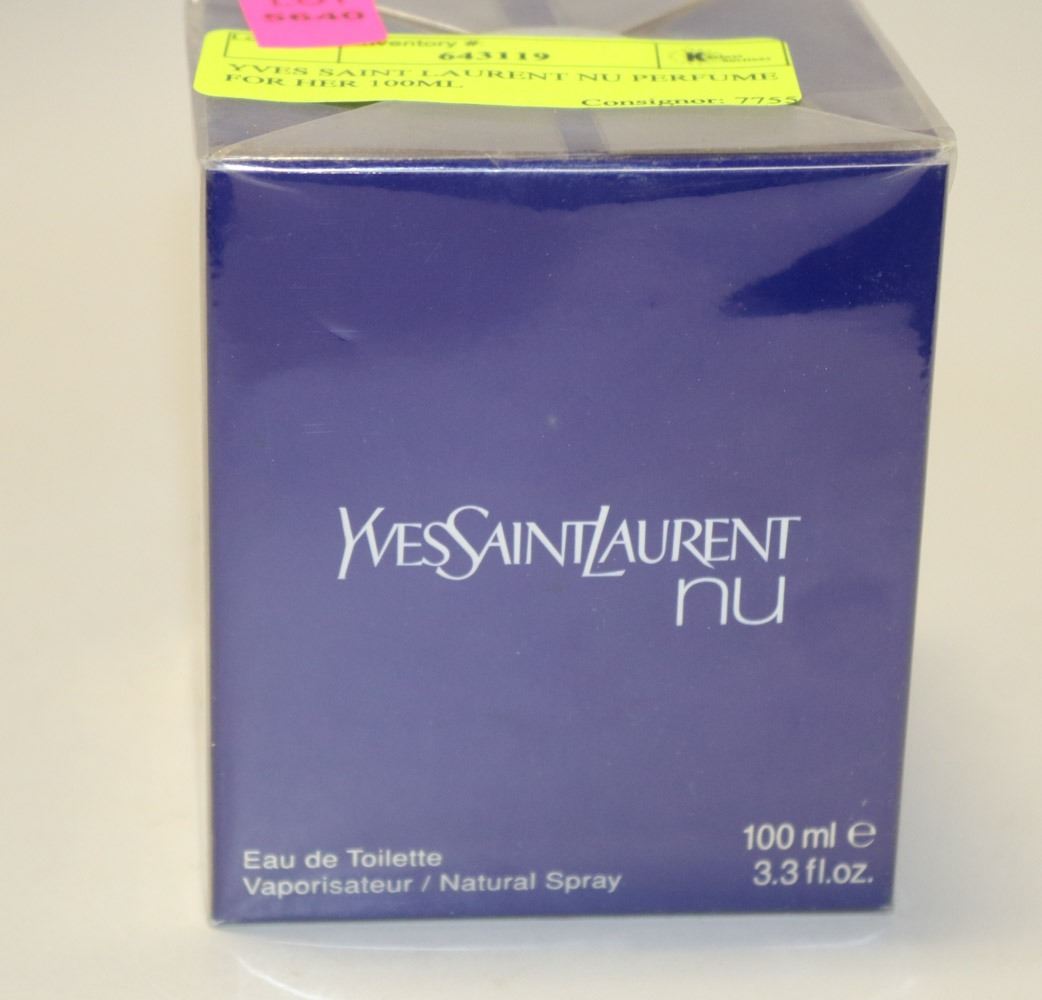 LOT
5640
Inventory #:
643119
YVES SAINT LAURENT NU PERFUME
FOR HER 100ML
Consignor: 7755
YVESSAINTLAURENT
nu
Eau de Toilette
Vaporisateur / Natural Spray
100 ml e
3.3 fl.oz.